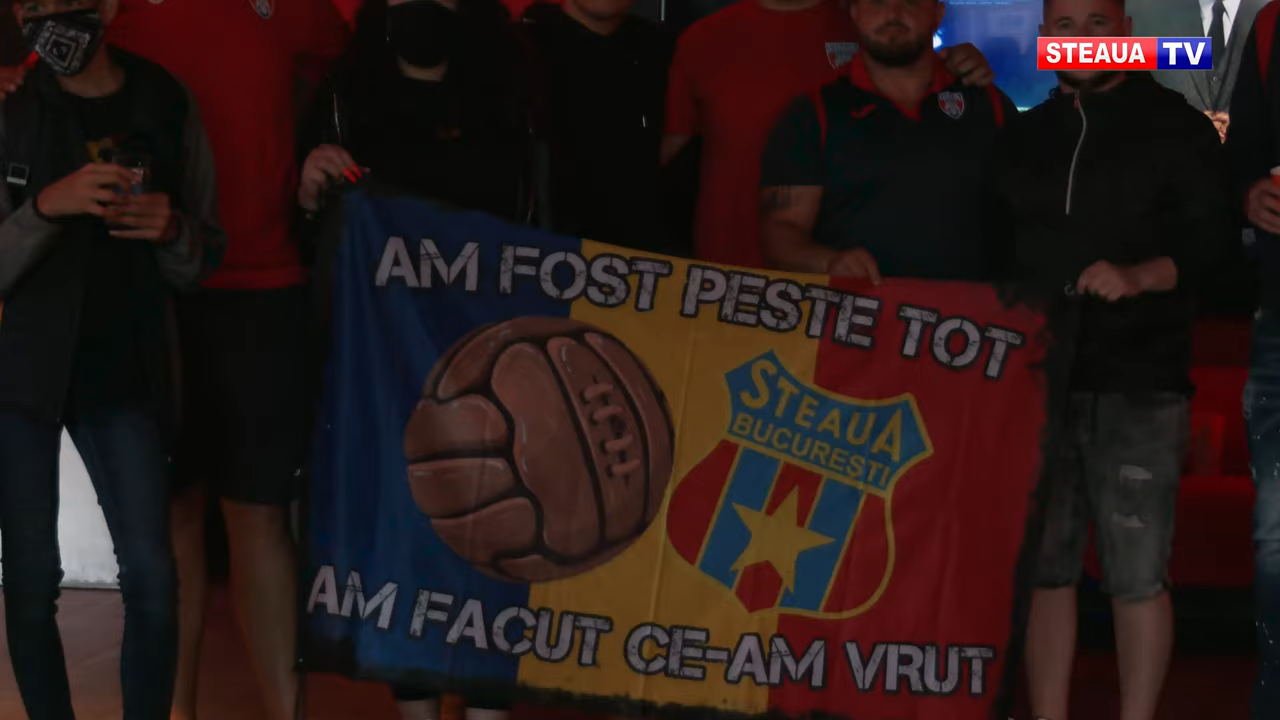 STEAUA TV
AM FOST PESTE TOT
STEAUA
BUCURESTI
AM FACUT CE-AM VRUT